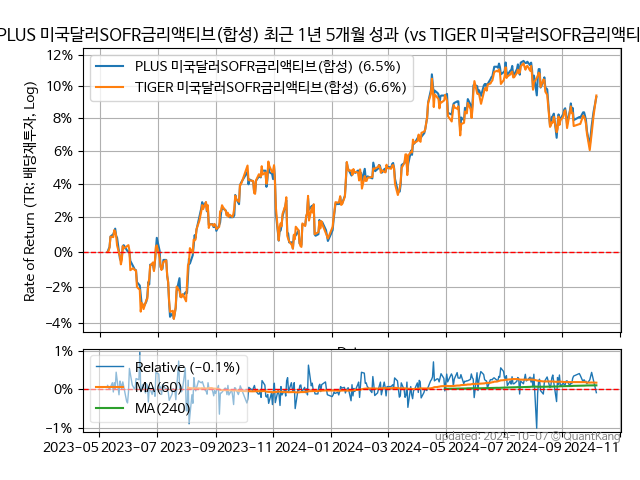 PLUS 미국달러SOFR금리액티브(합성) 최근 1년 5개월 성과 (vs TIGER 미국달러SOFR금리액티
12%
10%
8%
6%
4%
2%
0%
−2%
−4%
Rate of Return (TR: 배당재투자, Log)
PLUS 미국달러SOFR금리액티브(합성) (6.5%)
TIGER 미국달러SOFR금리액티브(합성) (6.6%)
1%
0%
−1%
Relative (−0.1%)
MA(60)
MA(240)
2023−05 2023−07 2023−09 2023−11 2024−01 2024−03 2024−05 2024−07 2024−09 2024−11
updated: 2024-10-07 © QuantKang